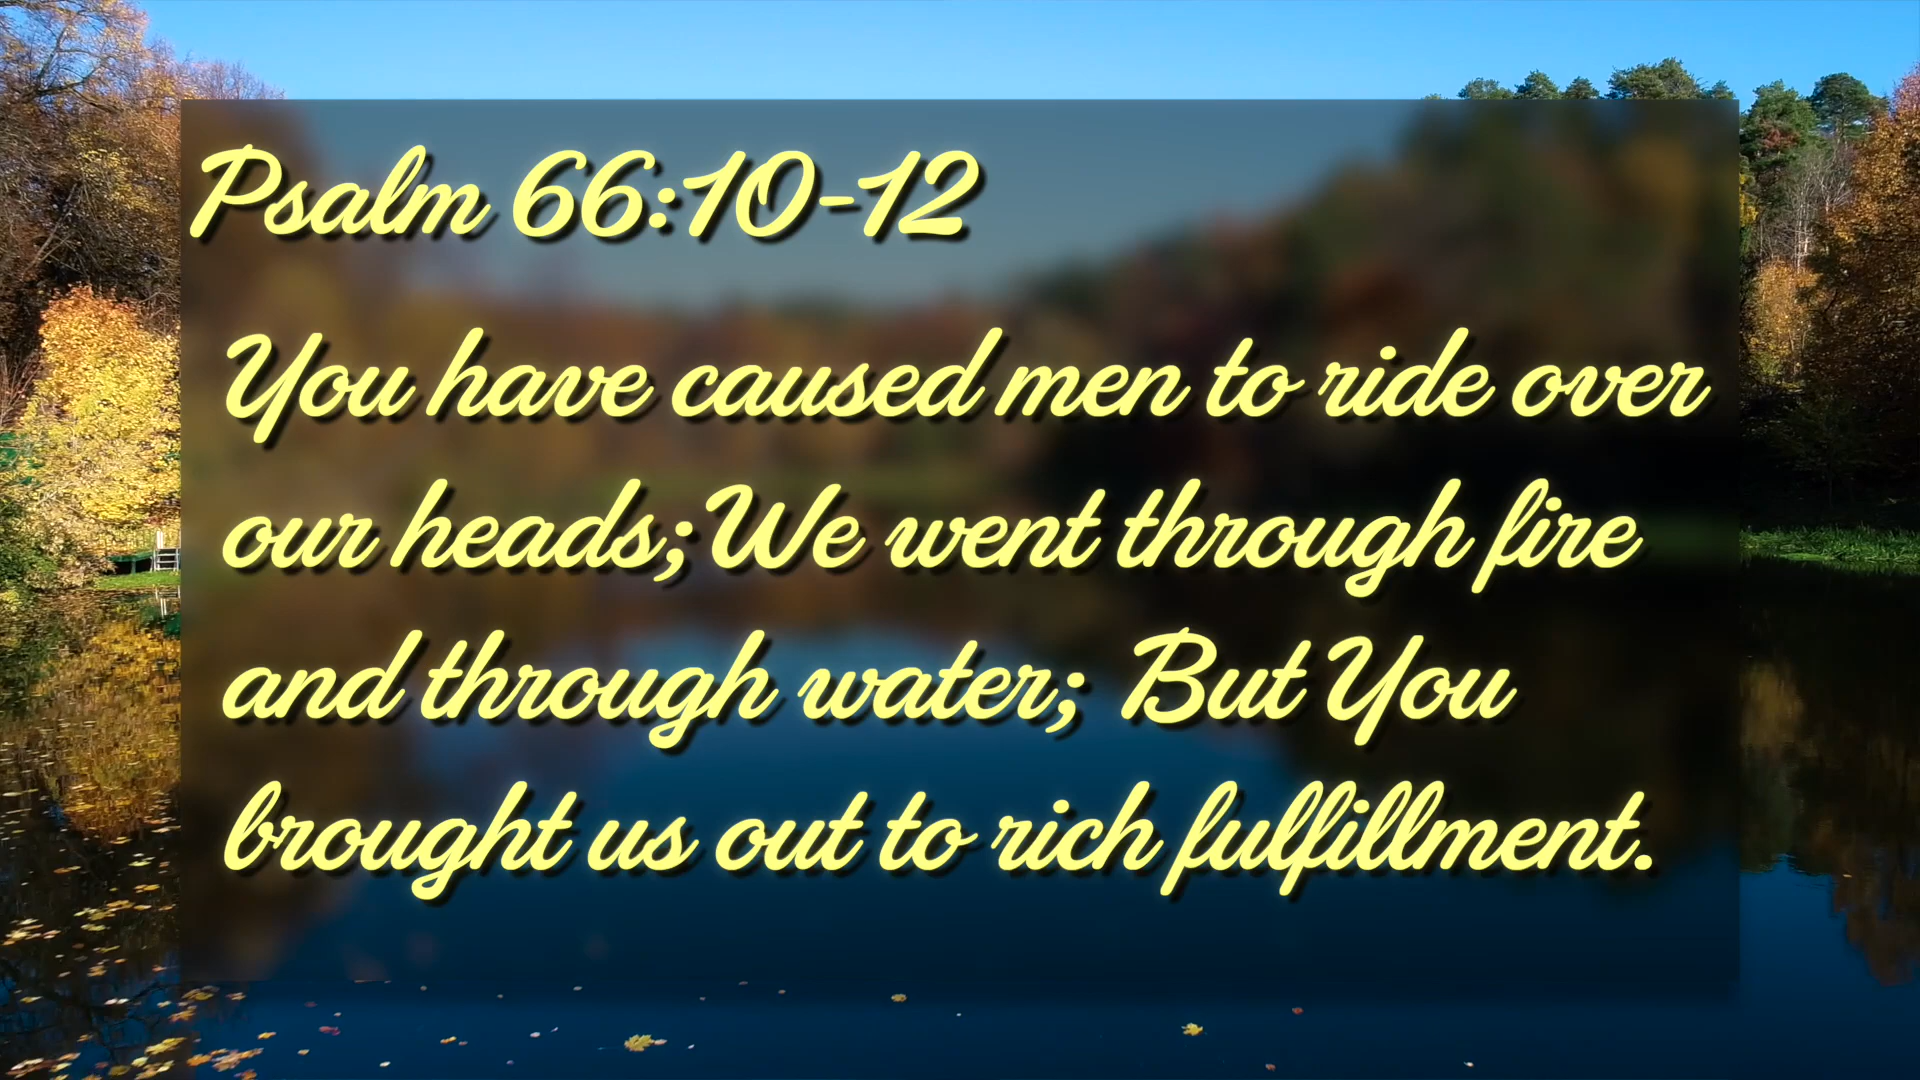 Psalm 66:10-12
You have caused men to ride over
our heads;We went through fire
and through water; But You
brought us out to rich fulfillment.